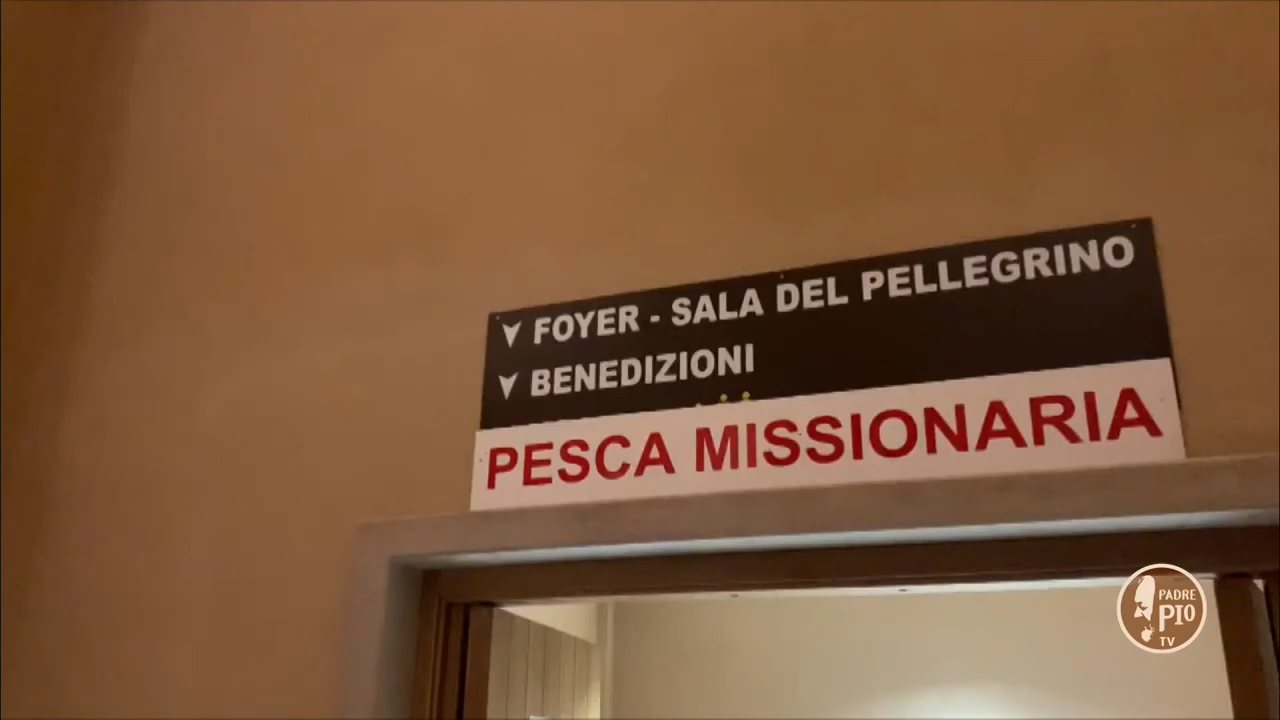 FOYER - SALA DEL PELLEGRINO
BENEDIZIONI
PESCA MISSIONARIA
PADRE
PIO
TV